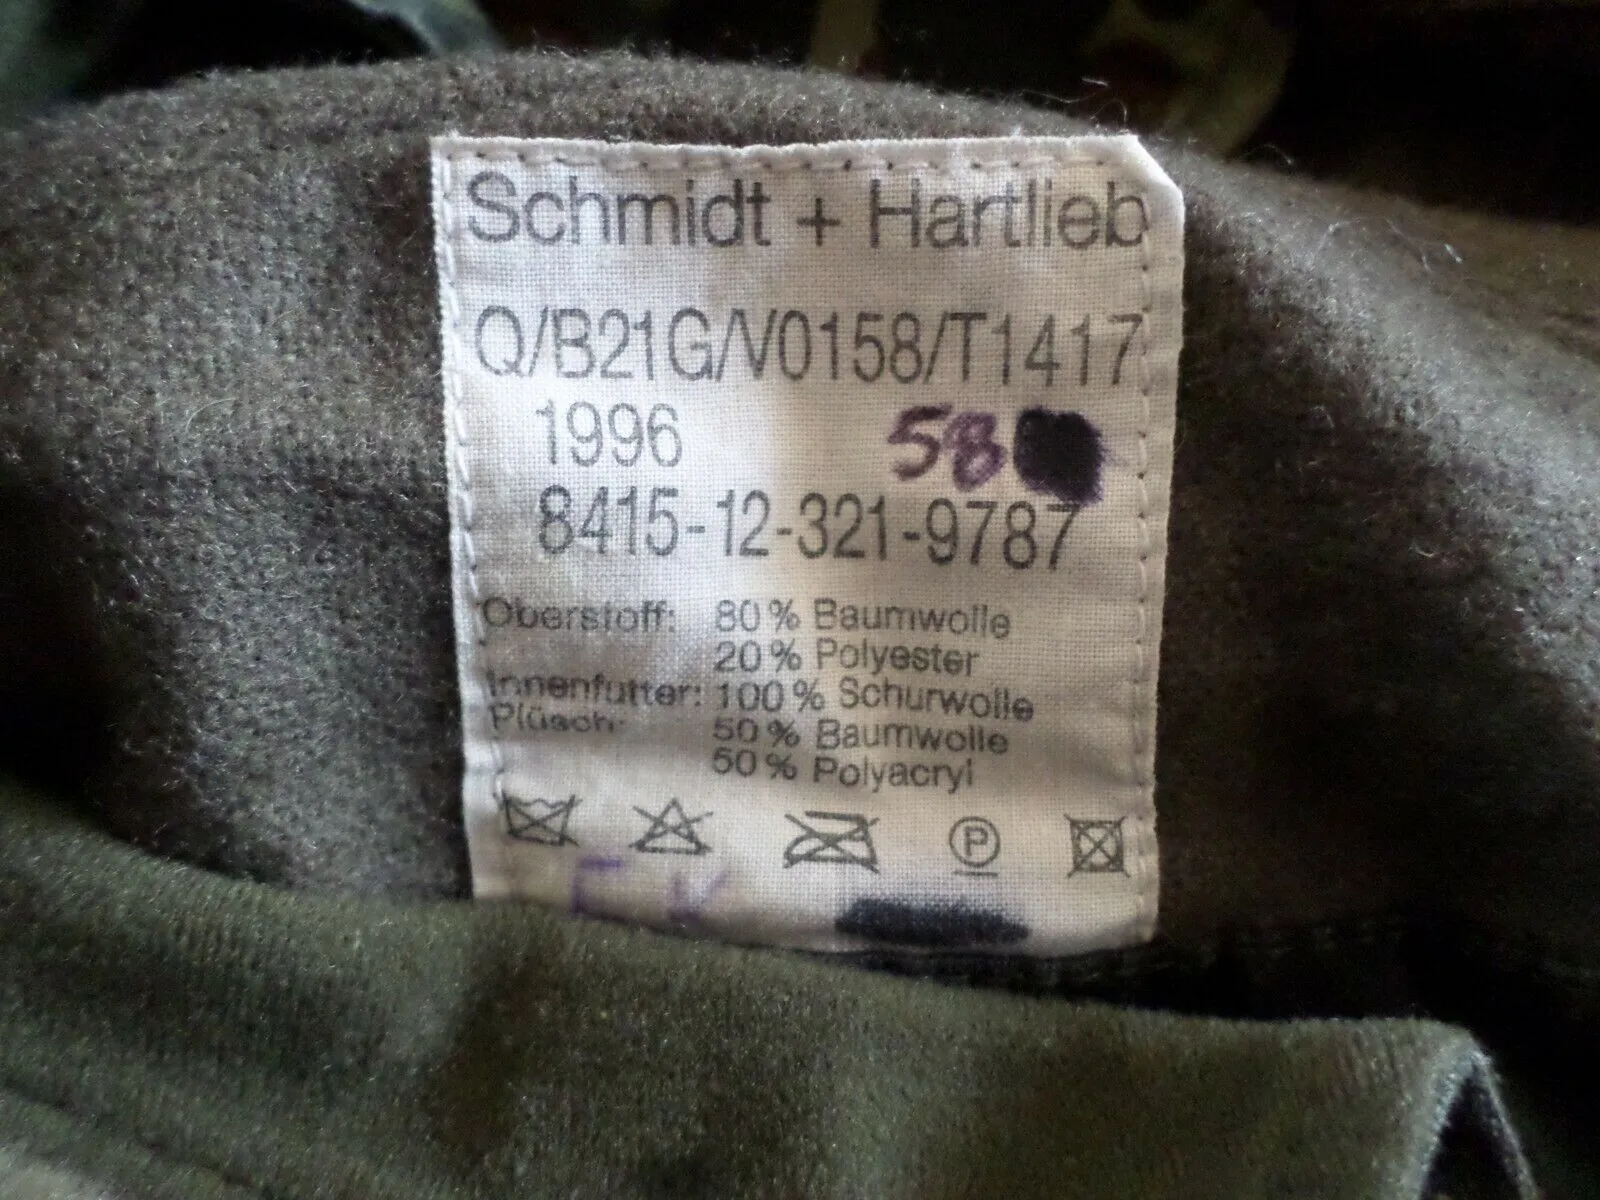 Schmidt + Hartlieb
Q/B21G/V0158/T1417
1996 58
8415-12-321-9787
Oberstoff: 80% Baumwolle
20% Polyester
Innenfutter: 100% Schurwolle
Plüsch: 50% Baumwolle
50% Polyacryl
P